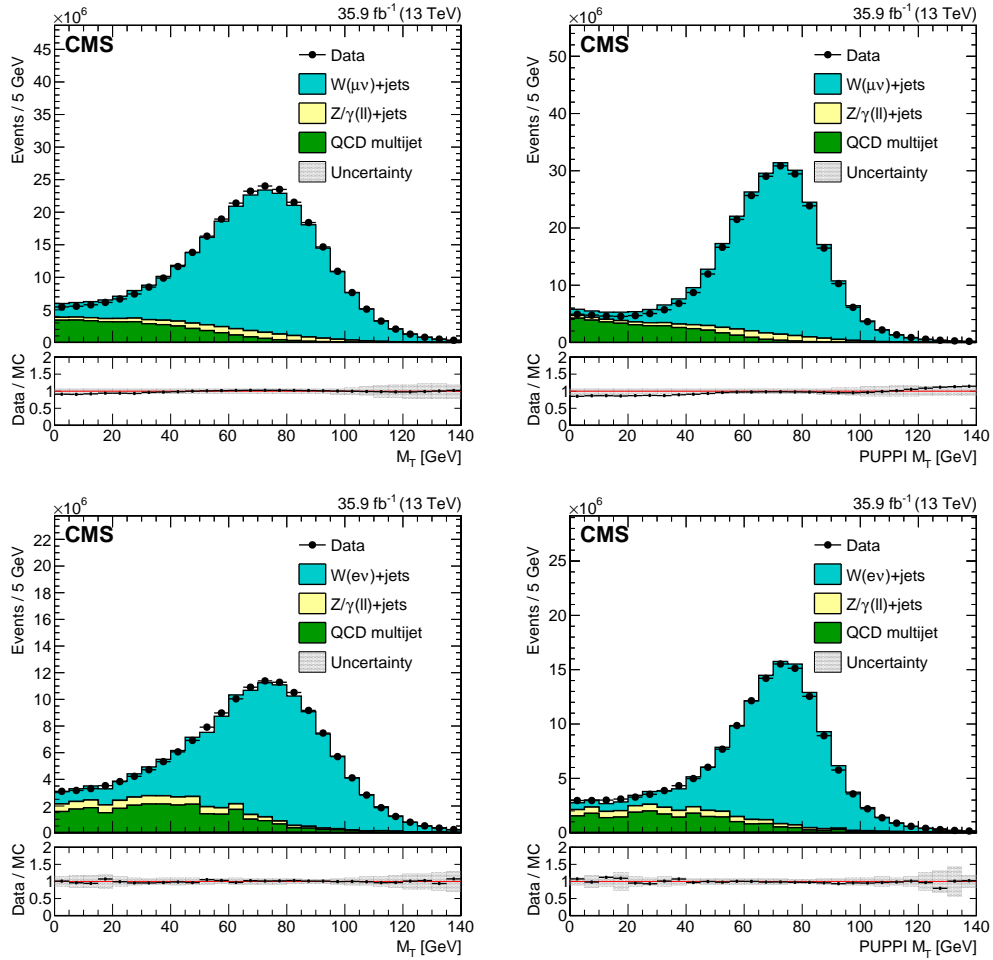 ×10⁶
35.9 fb⁻¹ (13 TeV)
CMS
Data
W(μν)+jets
Z/γ(ll)+jets
QCD multijet
Uncertainty
Events / 5 GeV
45
40
35
30
25
20
15
10
5
0
Data / MC
2
1.5
1
0.5
0
0 20 40 60 80 100 120 140
M_T [GeV]
×10⁶
35.9 fb⁻¹ (13 TeV)
CMS
Data
W(μν)+jets
Z/γ(ll)+jets
QCD multijet
Uncertainty
Events / 5 GeV
50
40
30
20
10
0
Data / MC
2
1.5
1
0.5
0
0 20 40 60 80 100 120 140
PUPPI M_T [GeV]
×10⁶
35.9 fb⁻¹ (13 TeV)
CMS
Data
W(eν)+jets
Z/γ(ll)+jets
QCD multijet
Uncertainty
Events / 5 GeV
22
20
18
16
14
12
10
8
6
4
2
0
Data / MC
2
1.5
1
0.5
0
0 20 40 60 80 100 120 140
M_T [GeV]
×10⁶
35.9 fb⁻¹ (13 TeV)
CMS
Data
W(eν)+jets
Z/γ(ll)+jets
QCD multijet
Uncertainty
Events / 5 GeV
25
20
15
10
5
0
Data / MC
2
1.5
1
0.5
0
0 20 40 60 80 100 120 140
PUPPI M_T [GeV]